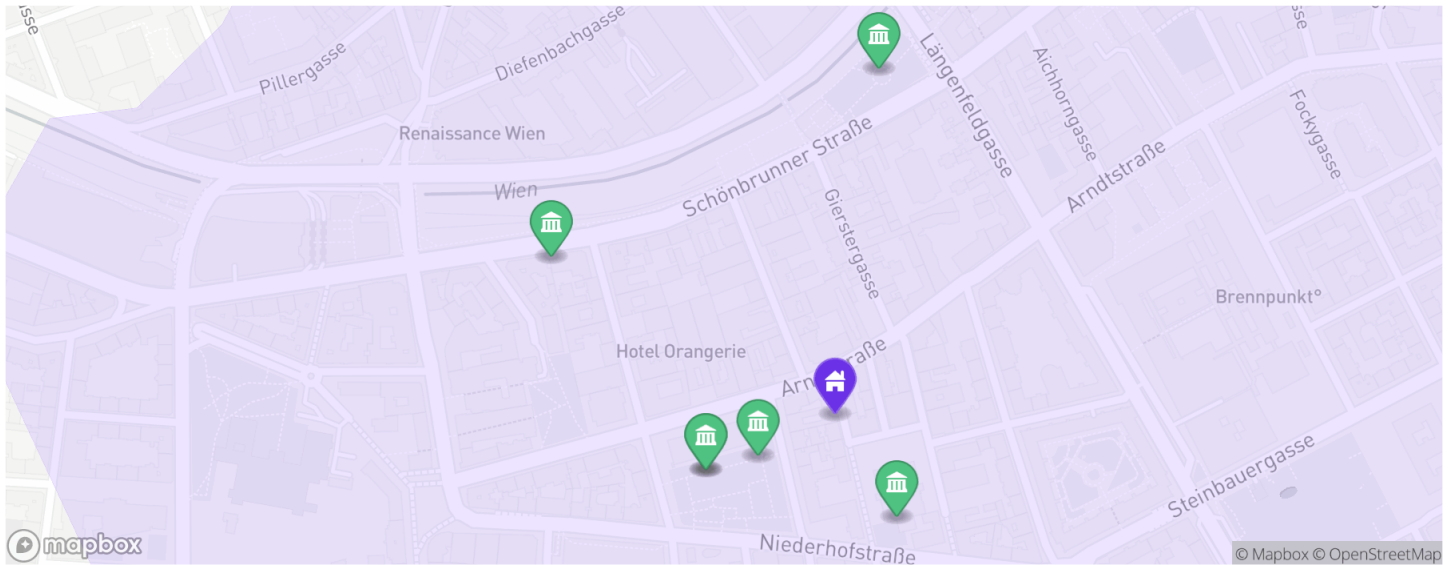 gasse
Pillergasse
Diefenbachgasse
Renaissance Wien
Wien
Schönbrunner Straße
Längenfeldgasse
Aichhorngasse
Fockygasse
Arndtstraße
Gierstergasse
Brennpunkt°
Hotel Orangerie
Steinbauergasse
Niederhofstraße
mapbox
© Mapbox © OpenStreetMap